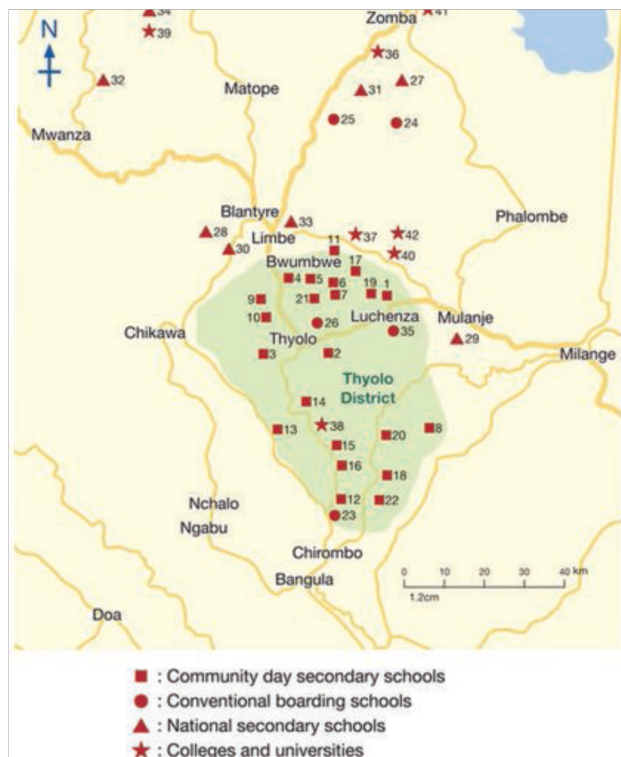 34
39
Zomba
41
N
36
32
27
31
Matope
25
24
Mwanza
Blantyre
Phalombe
33
28
37
42
Limbe
30
11
40
Bwumbwe
17
4
5
6
19
1
9
21
7
10
Luchenza
Mulanje
26
Chikawa
35
Thyolo
29
3
2
Milange
Thyolo
District
14
38
8
13
20
15
16
18
Nchalo
12
22
23
Ngabu
Chirombo
Bangula
0 10 20 30 40 km
1.2cm
Doa
: Community day secondary schools
: Conventional boarding schools
: National secondary schools
: Colleges and universities